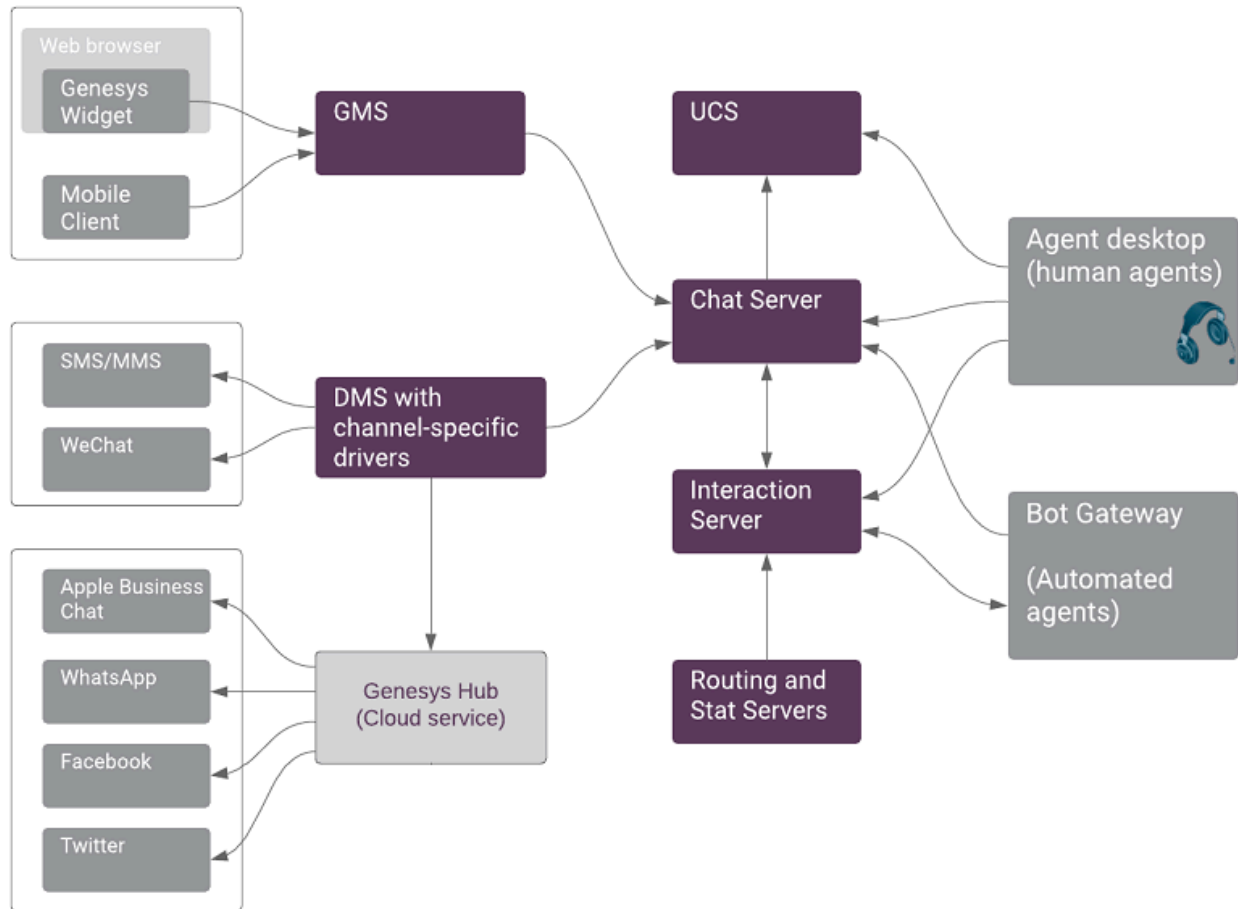 Web browser
Genesys
Widget
Mobile
Client
GMS
UCS
Agent desktop
(human agents)
Chat Server
SMS/MMS
WeChat
DMS with
channel-specific
drivers
Interaction
Server
Bot Gateway
(Automated
agents)
Apple Business
Chat
WhatsApp
Facebook
Twitter
Genesys Hub
(Cloud service)
Routing and
Stat Servers